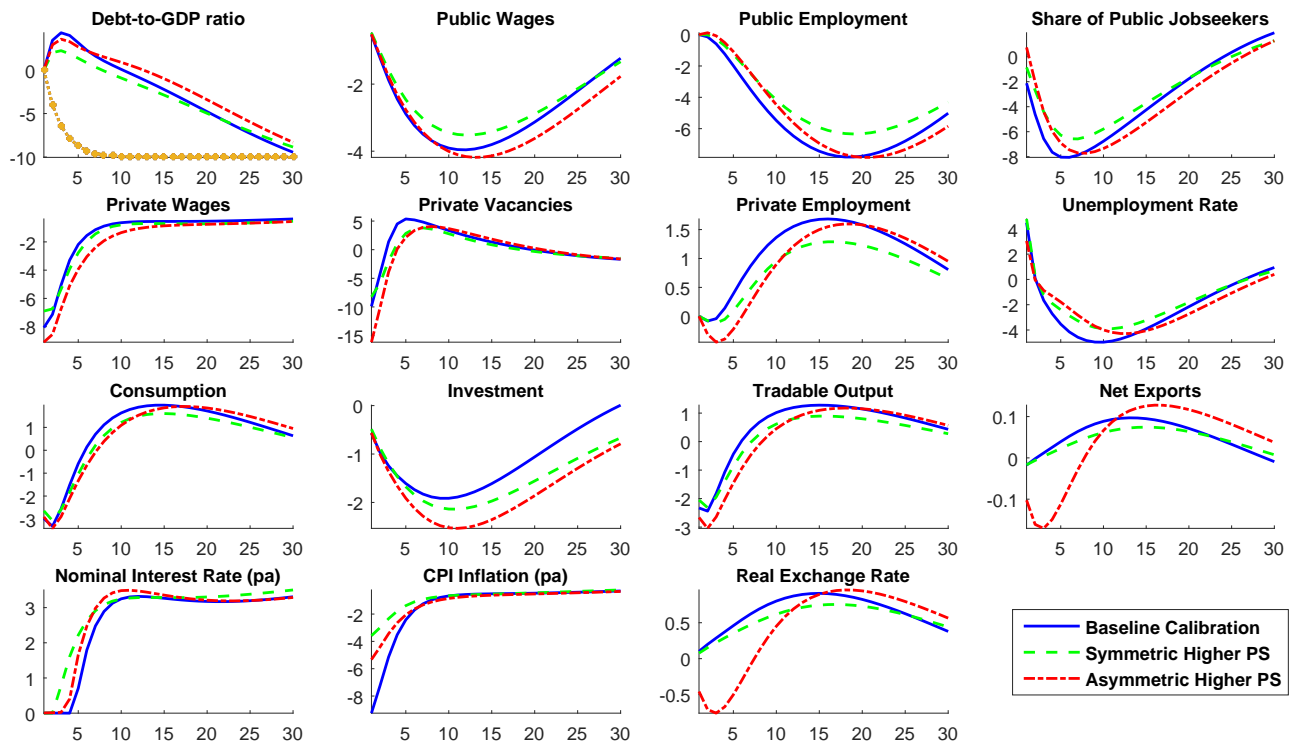 Debt-to-GDP ratio
0
-5
-10
5 10 15 20 25 30
Public Wages
-2
-4
5 10 15 20 25 30
Public Employment
0
-2
-4
-6
5 10 15 20 25 30
Share of Public Jobseekers
0
-2
-4
-6
-8
5 10 15 20 25 30
Private Wages
-2
-4
-6
-8
5 10 15 20 25 30
Private Vacancies
5
0
-5
-10
-15
5 10 15 20 25 30
Private Employment
1.5
1
0.5
0
5 10 15 20 25 30
Unemployment Rate
4
2
0
-2
-4
5 10 15 20 25 30
Consumption
1
0
-1
-2
-3
5 10 15 20 25 30
Investment
0
-1
-2
5 10 15 20 25 30
Tradable Output
1
0
-1
-2
-3
5 10 15 20 25 30
Net Exports
0.1
0
-0.1
5 10 15 20 25 30
Nominal Interest Rate (pa)
3
2
1
0
5 10 15 20 25 30
CPI Inflation (pa)
-2
-4
-6
-8
5 10 15 20 25 30
Real Exchange Rate
0.5
0
-0.5
5 10 15 20 25 30
Baseline Calibration
Symmetric Higher PS
Asymmetric Higher PS